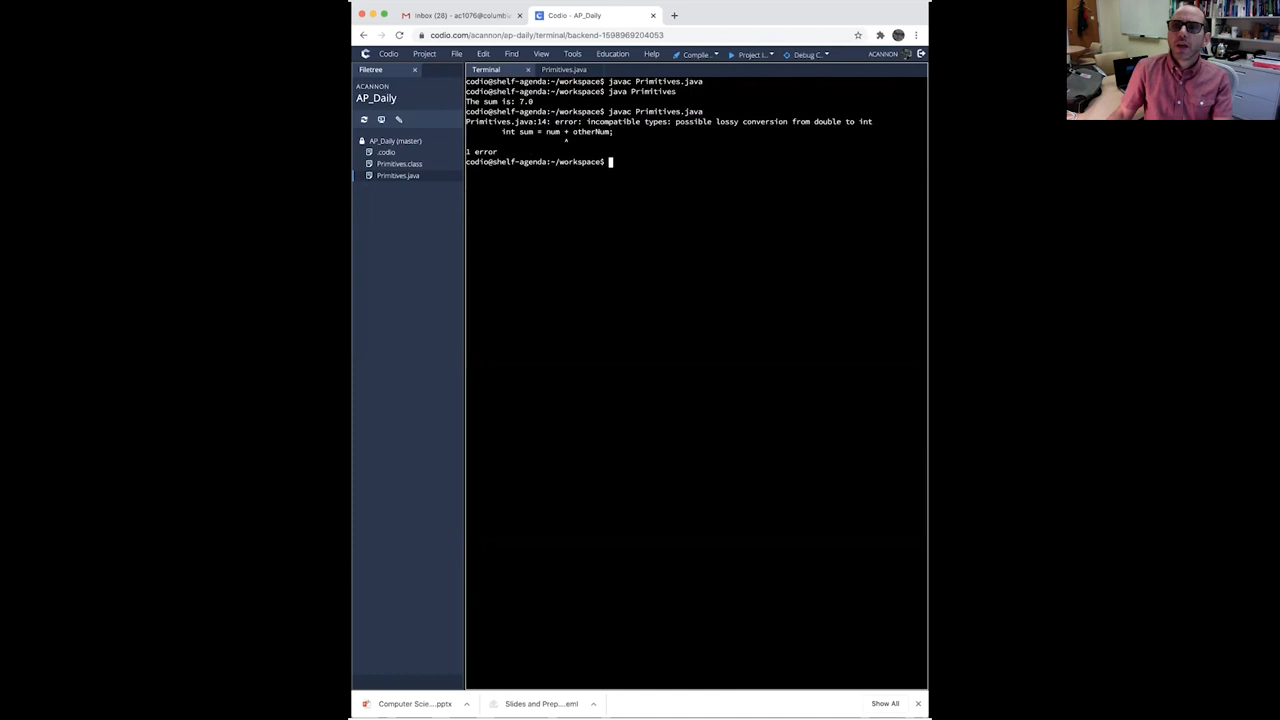 inbox (28) - ac1076@columbi
Codio - AP_Daily
codio.com/acannon/ap-daily/terminal/backend-1598969204053
Codio Project File Edit Find View Tools Education Help Compile... Project I... Debug C... ACANNON
Filetree
Terminal
Primitives.java
ACANNON
AP_Daily
AP_Daily (master)
.codio
Primitives.class
Primitives.java
codio@shelf-agenda:~/workspace$ javac Primitives.java
codio@shelf-agenda:~/workspace$ java Primitives
The sum is: 7.0
codio@shelf-agenda:~/workspace$ javac Primitives.java
Primitives.java:14: error: incompatible types: possible lossy conversion from double to int
int sum = num + otherNum;
^
1 error
codio@shelf-agenda:~/workspace$
Computer Scie....pptx
Slides and Prep....eml
Show All